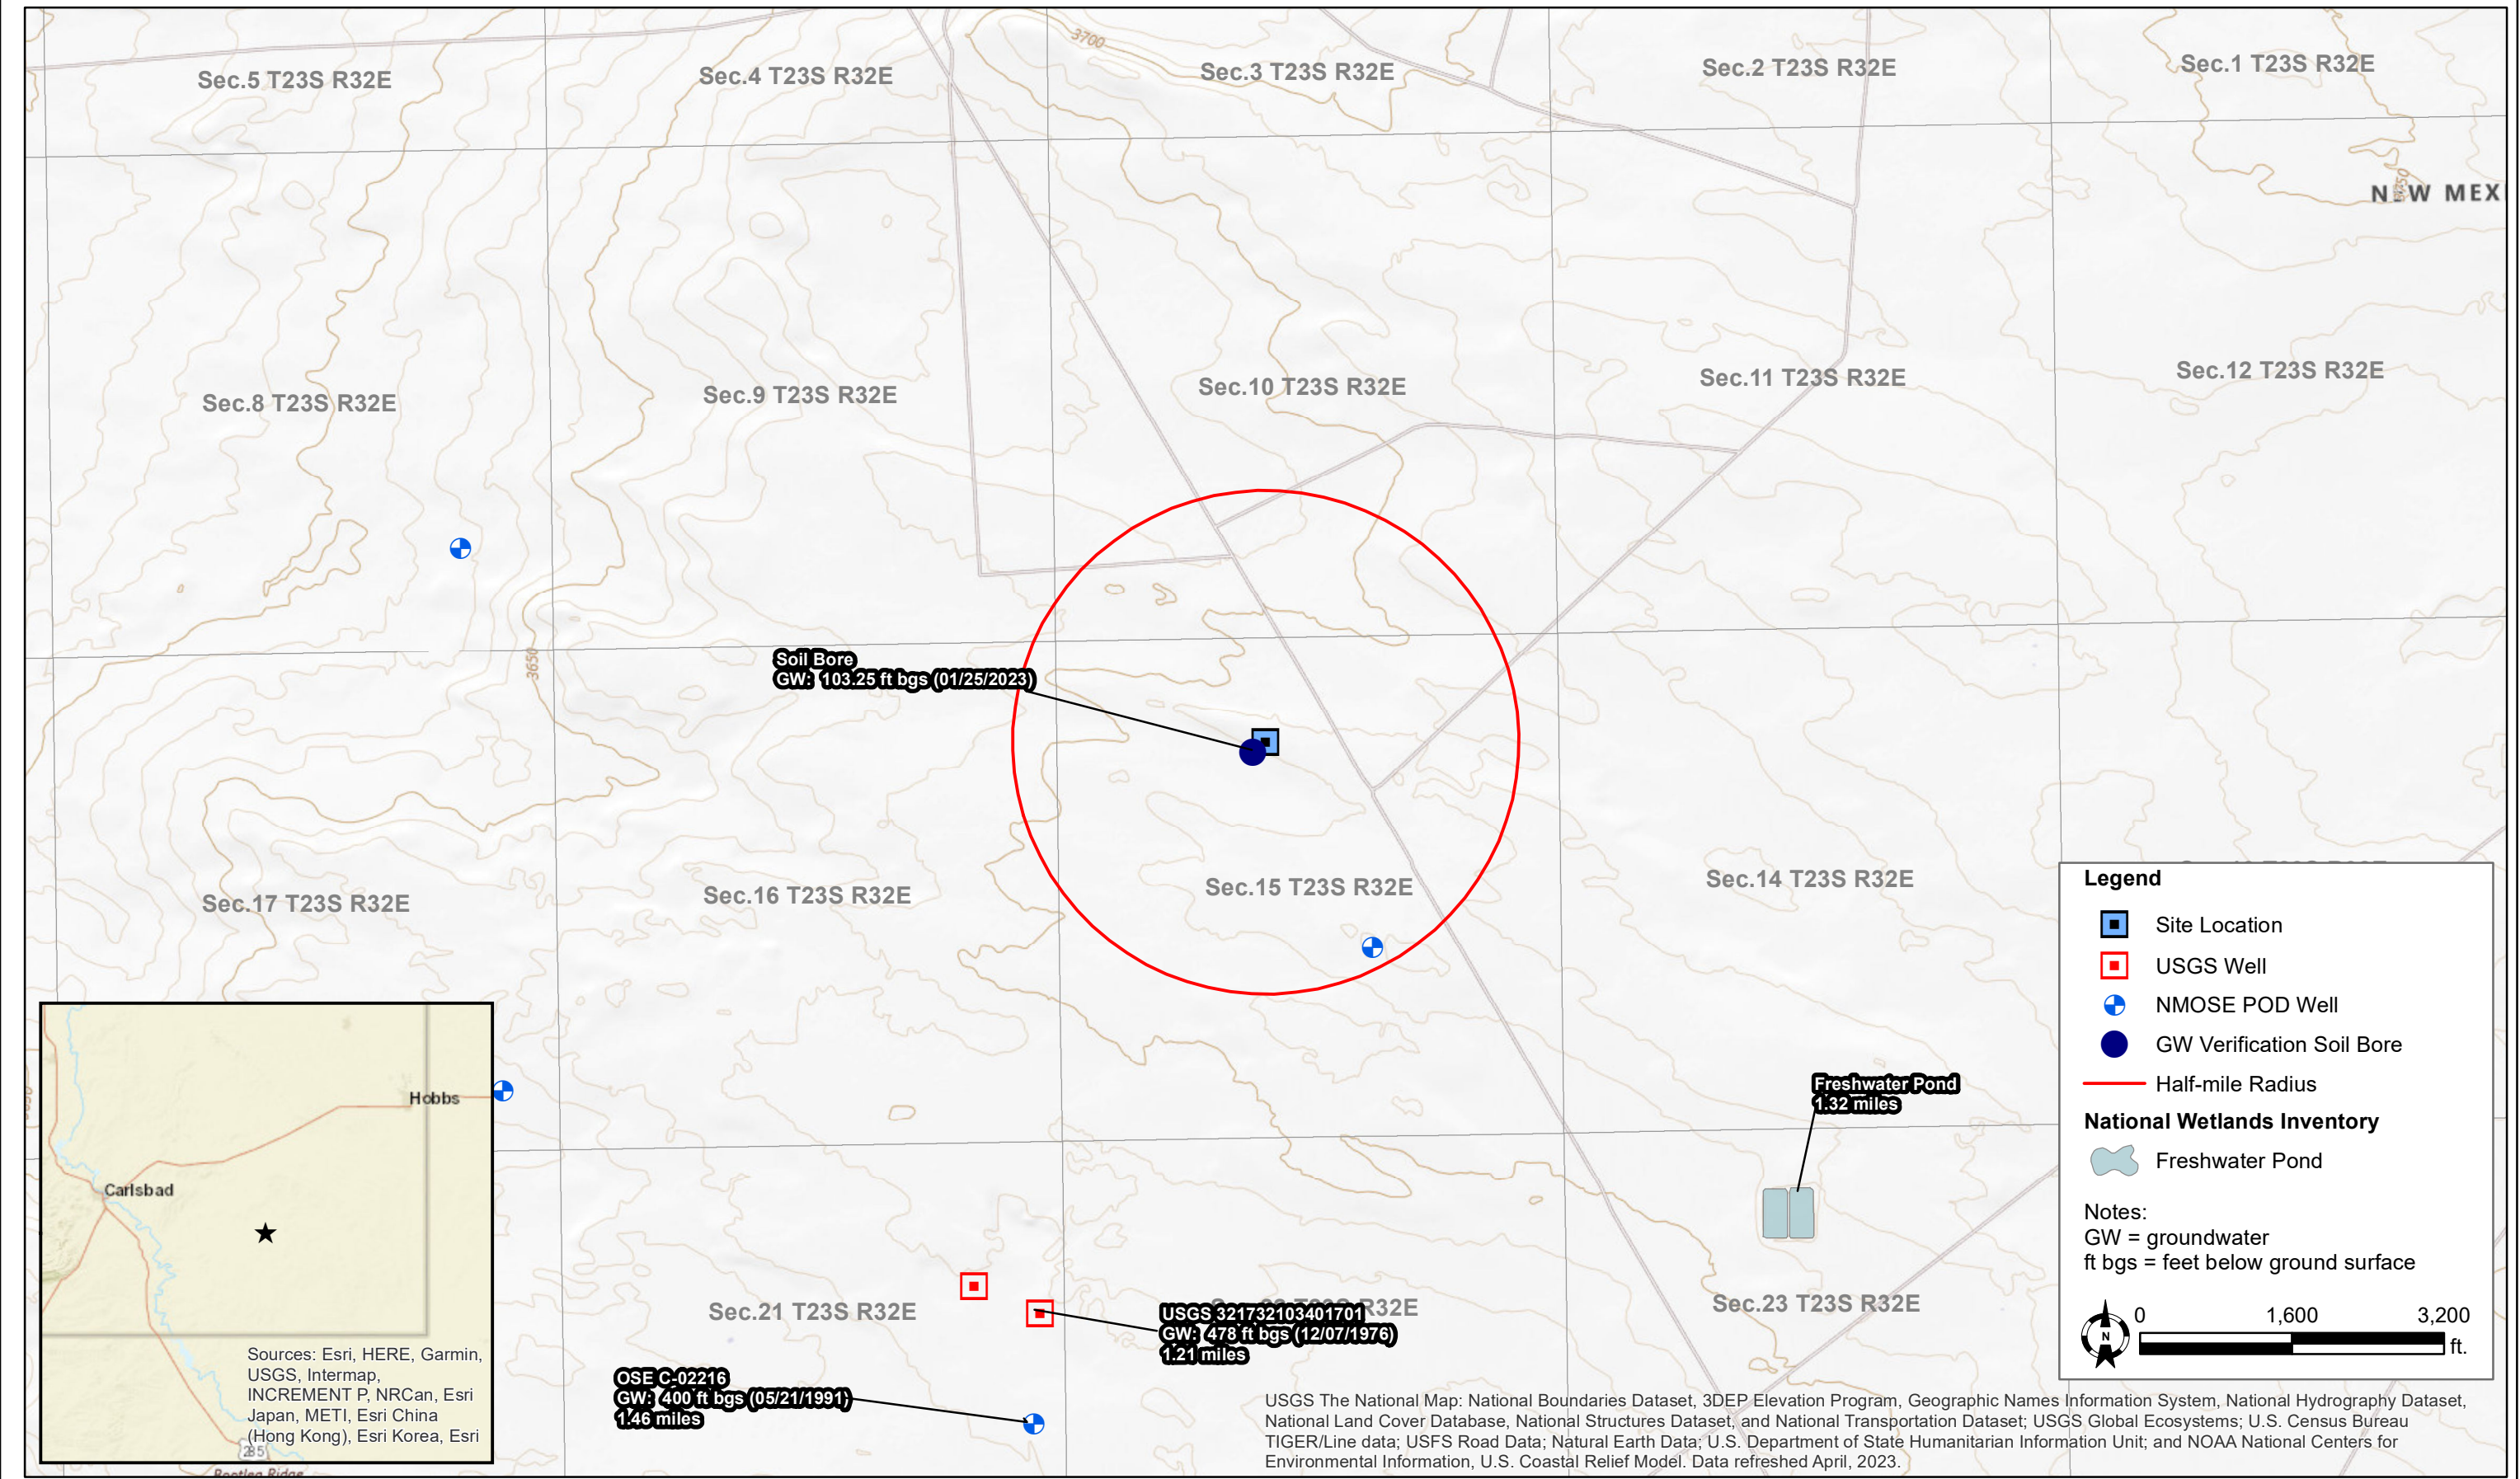 3700
Sec.5 T23S R32E
Sec.4 T23S R32E
Sec.3 T23S R32E
Sec.2 T23S R32E
Sec.1 T23S R32E
NEW MEX
Sec.8 T23S R32E
Sec.9 T23S R32E
Sec.10 T23S R32E
Sec.11 T23S R32E
Sec.12 T23S R32E
3650
Soil Bore
GW: 103.25 ft bgs (01/25/2023)
Sec.17 T23S R32E
Sec.16 T23S R32E
Sec.15 T23S R32E
Sec.14 T23S R32E
Freshwater Pond
1.32 miles
Sec.21 T23S R32E
Sec.23 T23S R32E
USGS 321732103401701
GW: 478 ft bgs (12/07/1976)
1.21 miles
OSE C-02216
GW: 400 ft bgs (05/21/1991)
1.46 miles
Hobbs
Carlsbad
Sources: Esri, HERE, Garmin,
USGS, Intermap,
INCREMENT P, NRCan, Esri
Japan, METI, Esri China
(Hong Kong), Esri Korea, Esri
285
Legend
Site Location
USGS Well
NMOSE POD Well
GW Verification Soil Bore
Half-mile Radius
National Wetlands Inventory
Freshwater Pond
Notes:
GW = groundwater
ft bgs = feet below ground surface
N
0 1,600 3,200
ft.
USGS The National Map: National Boundaries Dataset, 3DEP Elevation Program, Geographic Names Information System, National Hydrography Dataset,
National Land Cover Database, National Structures Dataset, and National Transportation Dataset; USGS Global Ecosystems; U.S. Census Bureau
TIGER/Line data; USFS Road Data; Natural Earth Data; U.S. Department of State Humanitarian Information Unit; and NOAA National Centers for
Environmental Information, U.S. Coastal Relief Model. Data refreshed April, 2023.